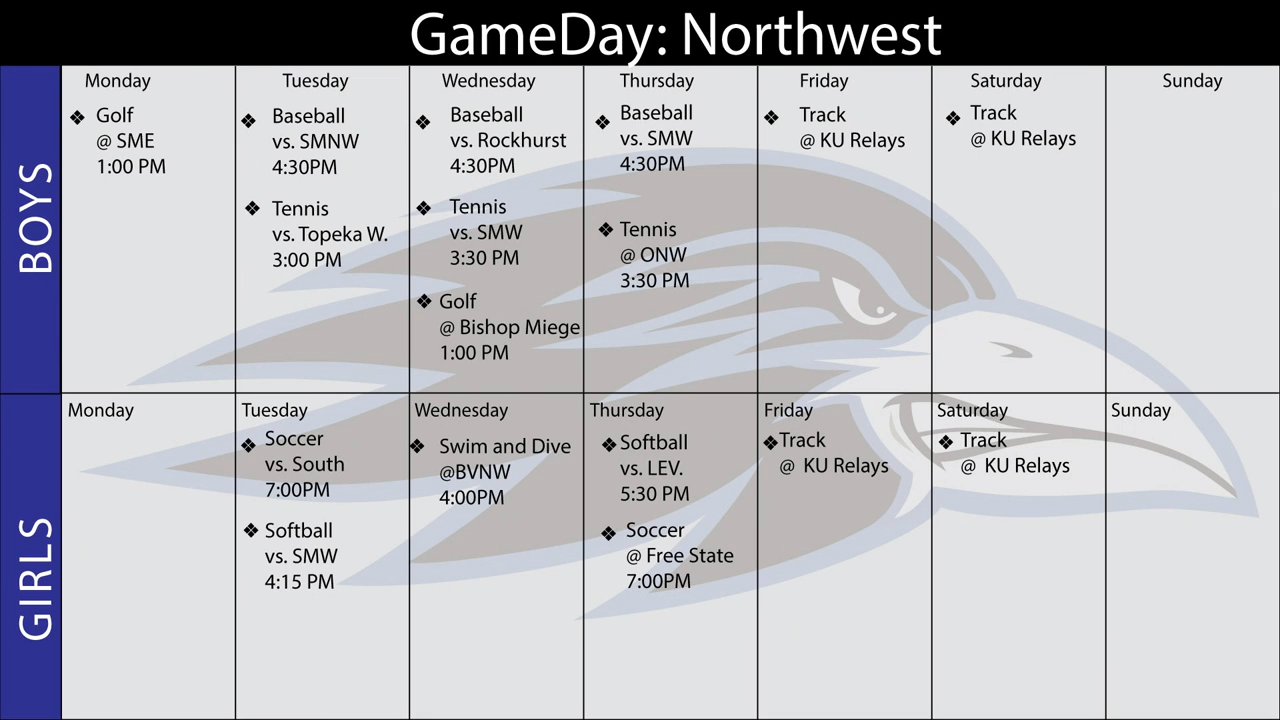 GameDay: Northwest
BOYS
Monday
❖ Golf
@ SME
1:00 PM
Tuesday
❖ Baseball
vs. SMNW
4:30PM
❖ Tennis
vs. Topeka W.
3:00 PM
Wednesday
❖ Baseball
vs. Rockhurst
4:30PM
❖ Tennis
vs. SMW
3:30 PM
❖ Golf
@ Bishop Miege
1:00 PM
Thursday
❖ Baseball
vs. SMW
4:30PM
❖ Tennis
@ ONW
3:30 PM
Friday
❖ Track
@ KU Relays
Saturday
❖ Track
@ KU Relays
Sunday
GIRLS
Monday
Tuesday
❖ Soccer
vs. South
7:00PM
❖ Softball
vs. SMW
4:15 PM
Wednesday
❖ Swim and Dive
@BVNW
4:00PM
Thursday
❖ Softball
vs. LEV.
5:30 PM
❖ Soccer
@ Free State
7:00PM
Friday
❖ Track
@ KU Relays
Saturday
❖ Track
@ KU Relays
Sunday